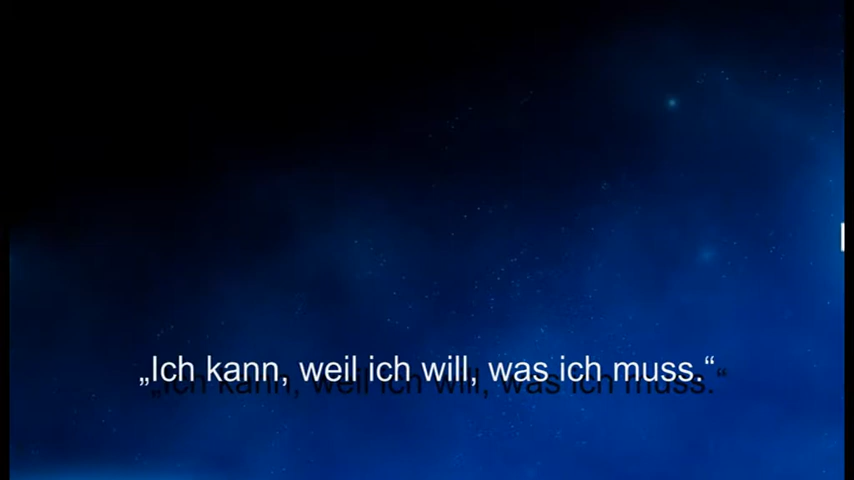 „Ich kann, weil ich will, was ich muss.“